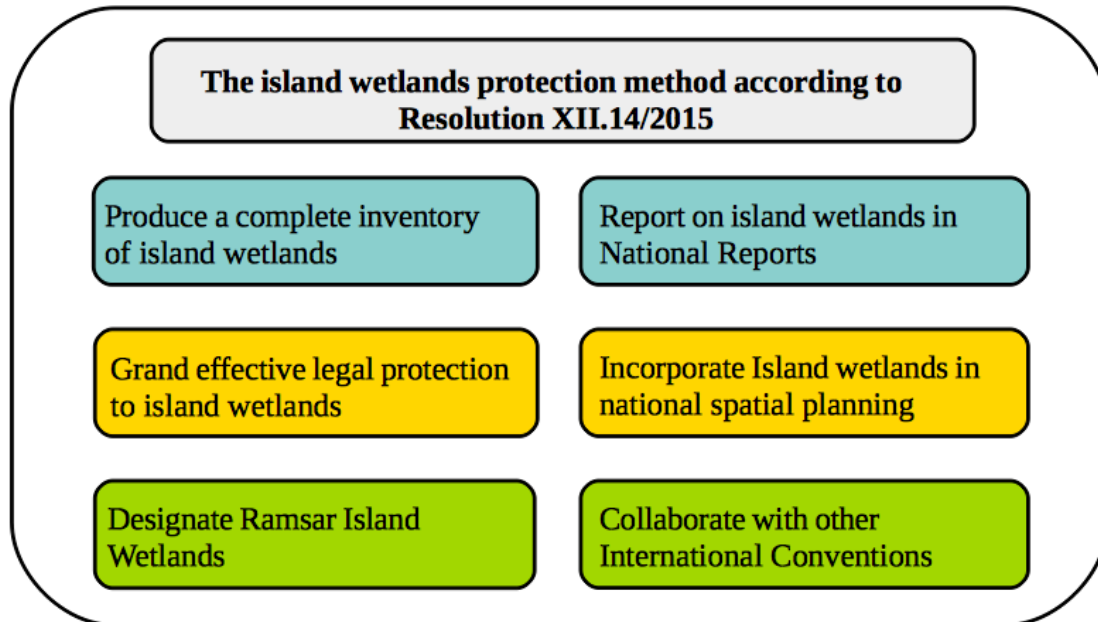 The island wetlands protection method according to
Resolution XII.14/2015
Produce a complete inventory
of island wetlands
Report on island wetlands in
National Reports
Grand effective legal protection
to island wetlands
Incorporate Island wetlands in
national spatial planning
Designate Ramsar Island
Wetlands
Collaborate with other
International Conventions